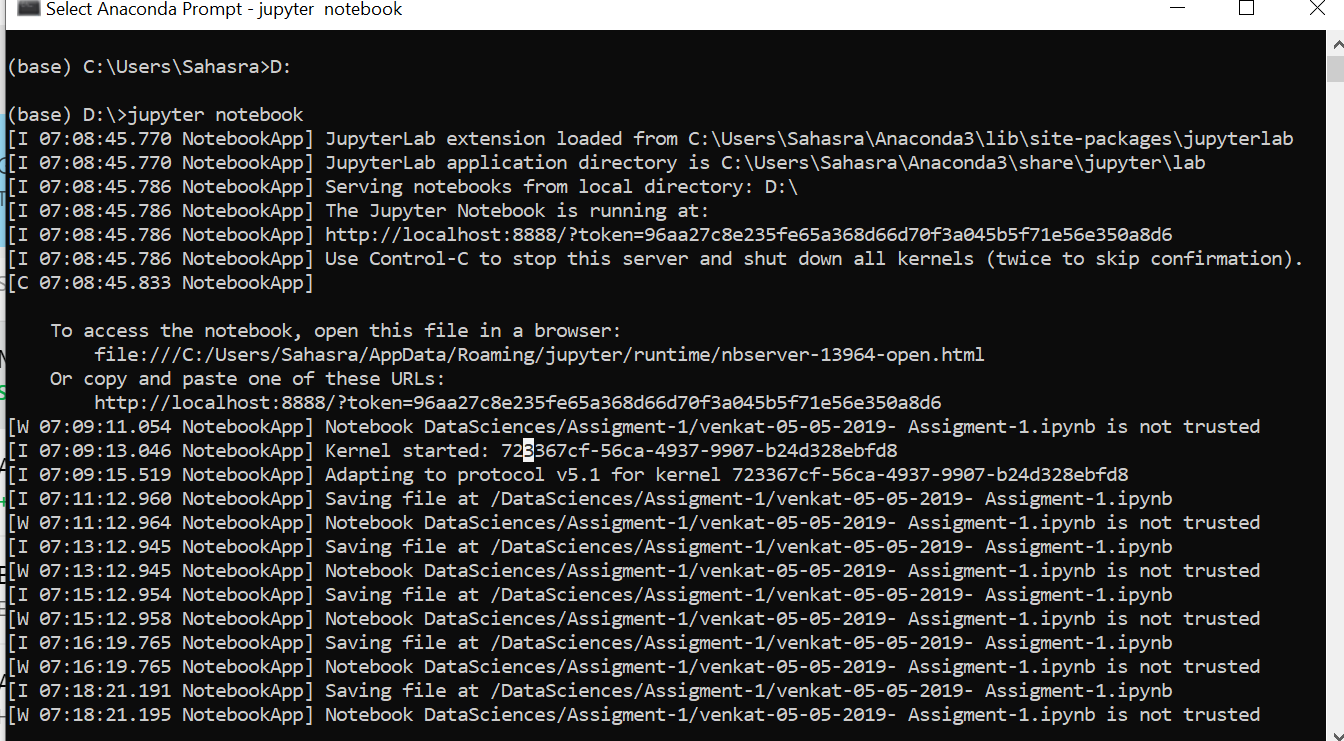 Select Anaconda Prompt - jupyter  notebook
(base) C:\Users\Sahasra>D:
(base) D:\>jupyter notebook
[I 07:08:45.770 NotebookApp] JupyterLab extension loaded from C:\Users\Sahasra\Anaconda3\lib\site-packages\jupyterlab
[I 07:08:45.770 NotebookApp] JupyterLab application directory is C:\Users\Sahasra\Anaconda3\share\jupyter\lab
[I 07:08:45.786 NotebookApp] Serving notebooks from local directory: D:\
[I 07:08:45.786 NotebookApp] The Jupyter Notebook is running at:
[I 07:08:45.786 NotebookApp] http://localhost:8888/?token=96aa27c8e235fe65a368d66d70f3a045b5f71e56e350a8d6
[I 07:08:45.786 NotebookApp] Use Control-C to stop this server and shut down all kernels (twice to skip confirmation).
[C 07:08:45.833 NotebookApp]
To access the notebook, open this file in a browser:
file:///C:/Users/Sahasra/AppData/Roaming/jupyter/runtime/nbserver-13964-open.html
Or copy and paste one of these URLs:
http://localhost:8888/?token=96aa27c8e235fe65a368d66d70f3a045b5f71e56e350a8d6
[W 07:09:11.054 NotebookApp] Notebook DataSciences/Assigment-1/venkat-05-05-2019- Assigment-1.ipynb is not trusted
[I 07:09:13.046 NotebookApp] Kernel started: 723367cf-56ca-4937-9907-b24d328ebfd8
[I 07:09:15.519 NotebookApp] Adapting to protocol v5.1 for kernel 723367cf-56ca-4937-9907-b24d328ebfd8
[I 07:11:12.960 NotebookApp] Saving file at /DataSciences/Assigment-1/venkat-05-05-2019- Assigment-1.ipynb
[W 07:11:12.964 NotebookApp] Notebook DataSciences/Assigment-1/venkat-05-05-2019- Assigment-1.ipynb is not trusted
[I 07:13:12.945 NotebookApp] Saving file at /DataSciences/Assigment-1/venkat-05-05-2019- Assigment-1.ipynb
[W 07:13:12.945 NotebookApp] Notebook DataSciences/Assigment-1/venkat-05-05-2019- Assigment-1.ipynb is not trusted
[I 07:15:12.954 NotebookApp] Saving file at /DataSciences/Assigment-1/venkat-05-05-2019- Assigment-1.ipynb
[W 07:15:12.958 NotebookApp] Notebook DataSciences/Assigment-1/venkat-05-05-2019- Assigment-1.ipynb is not trusted
[I 07:16:19.765 NotebookApp] Saving file at /DataSciences/Assigment-1/venkat-05-05-2019- Assigment-1.ipynb
[W 07:16:19.765 NotebookApp] Notebook DataSciences/Assigment-1/venkat-05-05-2019- Assigment-1.ipynb is not trusted
[I 07:18:21.191 NotebookApp] Saving file at /DataSciences/Assigment-1/venkat-05-05-2019- Assigment-1.ipynb
[W 07:18:21.195 NotebookApp] Notebook DataSciences/Assigment-1/venkat-05-05-2019- Assigment-1.ipynb is not trusted